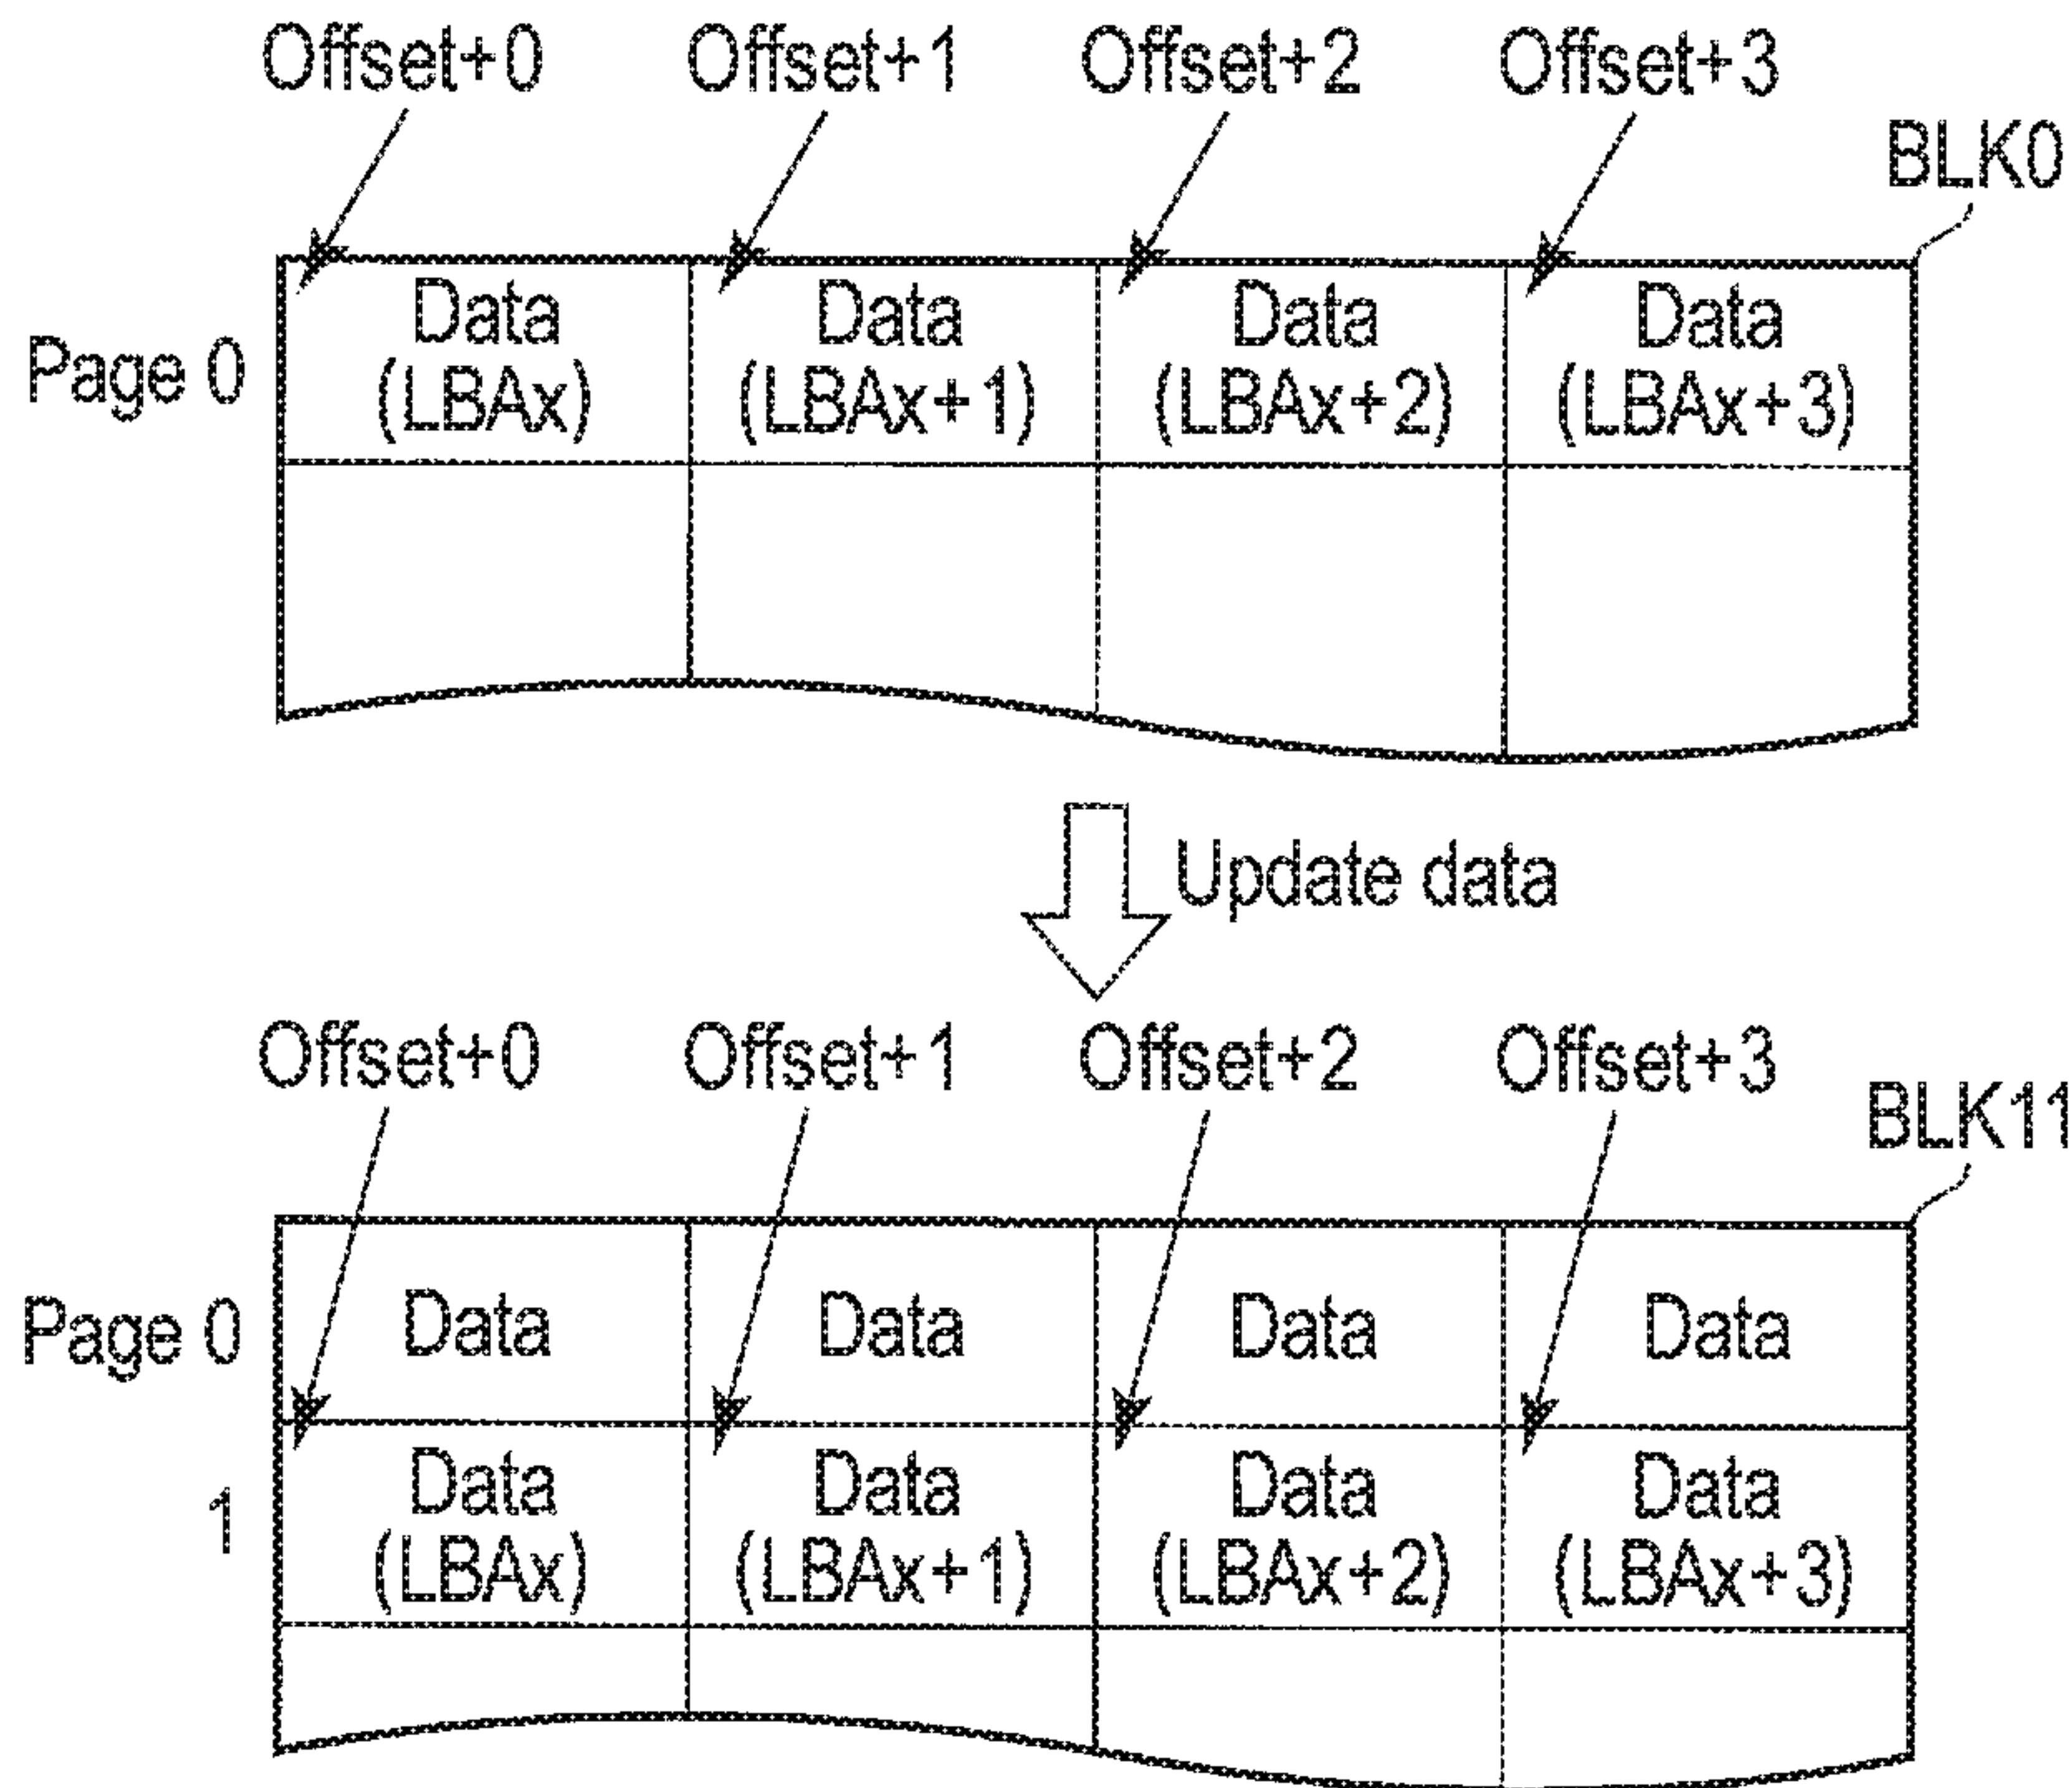 Offset+0 Offset+1 Offset+2 Offset+3
BLK0
Page 0
Data Data Data Data
(LBAx) (LBAx+1) (LBAx+2) (LBAx+3)
Update data
Offset+0 Offset+1 Offset+2 Offset+3
BLK11
Page 0 Data Data Data Data
1
Data Data Data Data
(LBAx) (LBAx+1) (LBAx+2) (LBAx+3)